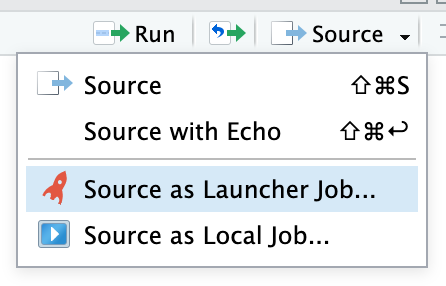 Run Source
Source ⇧⌘S
Source with Echo ⇧⌘↩
Source as Launcher Job...
Source as Local Job...